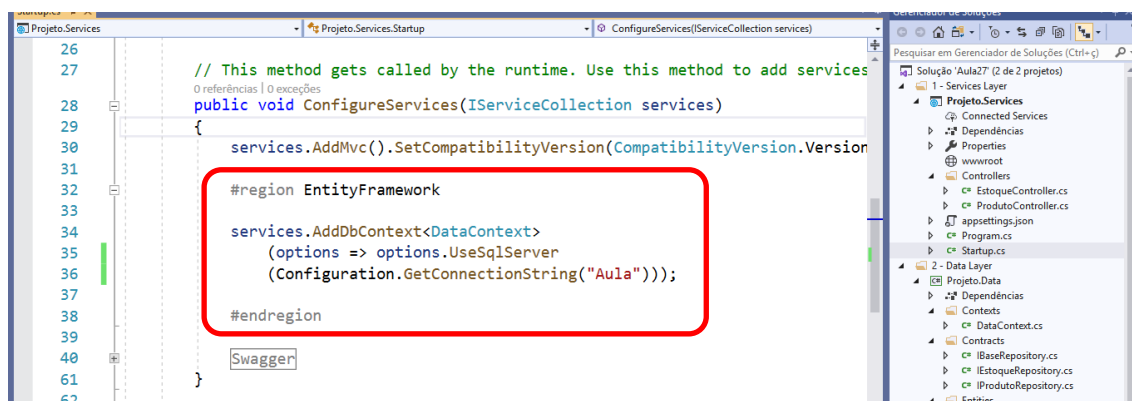 Startup.cs
Gerenciador de Soluções
Projeto.Services
Projeto.Services.Startup
ConfigureServices(IServiceCollection services)
26
27 // This method gets called by the runtime. Use this method to add services
0 referências | 0 exceções
28 public void ConfigureServices(IServiceCollection services)
29 {
30 services.AddMvc().SetCompatibilityVersion(CompatibilityVersion.Version
31
32 #region EntityFramework
33
34 services.AddDbContext<DataContext>
35 (options => options.UseSqlServer
36 (Configuration.GetConnectionString("Aula")));
37
38 #endregion
39
40 Swagger
61 }
62
Pesquisar em Gerenciador de Soluções (Ctrl+ç)
Solução 'Aula27' (2 de 2 projetos)
1 - Services Layer
Projeto.Services
Connected Services
Dependências
Properties
wwwroot
Controllers
C# EstoqueController.cs
C# ProdutoController.cs
appsettings.json
C# Program.cs
C# Startup.cs
2 - Data Layer
C# Projeto.Data
Dependências
Contexts
C# DataContext.cs
Contracts
C# IBaseRepository.cs
C# IEstoqueRepository.cs
C# IProdutoRepository.cs
Entities